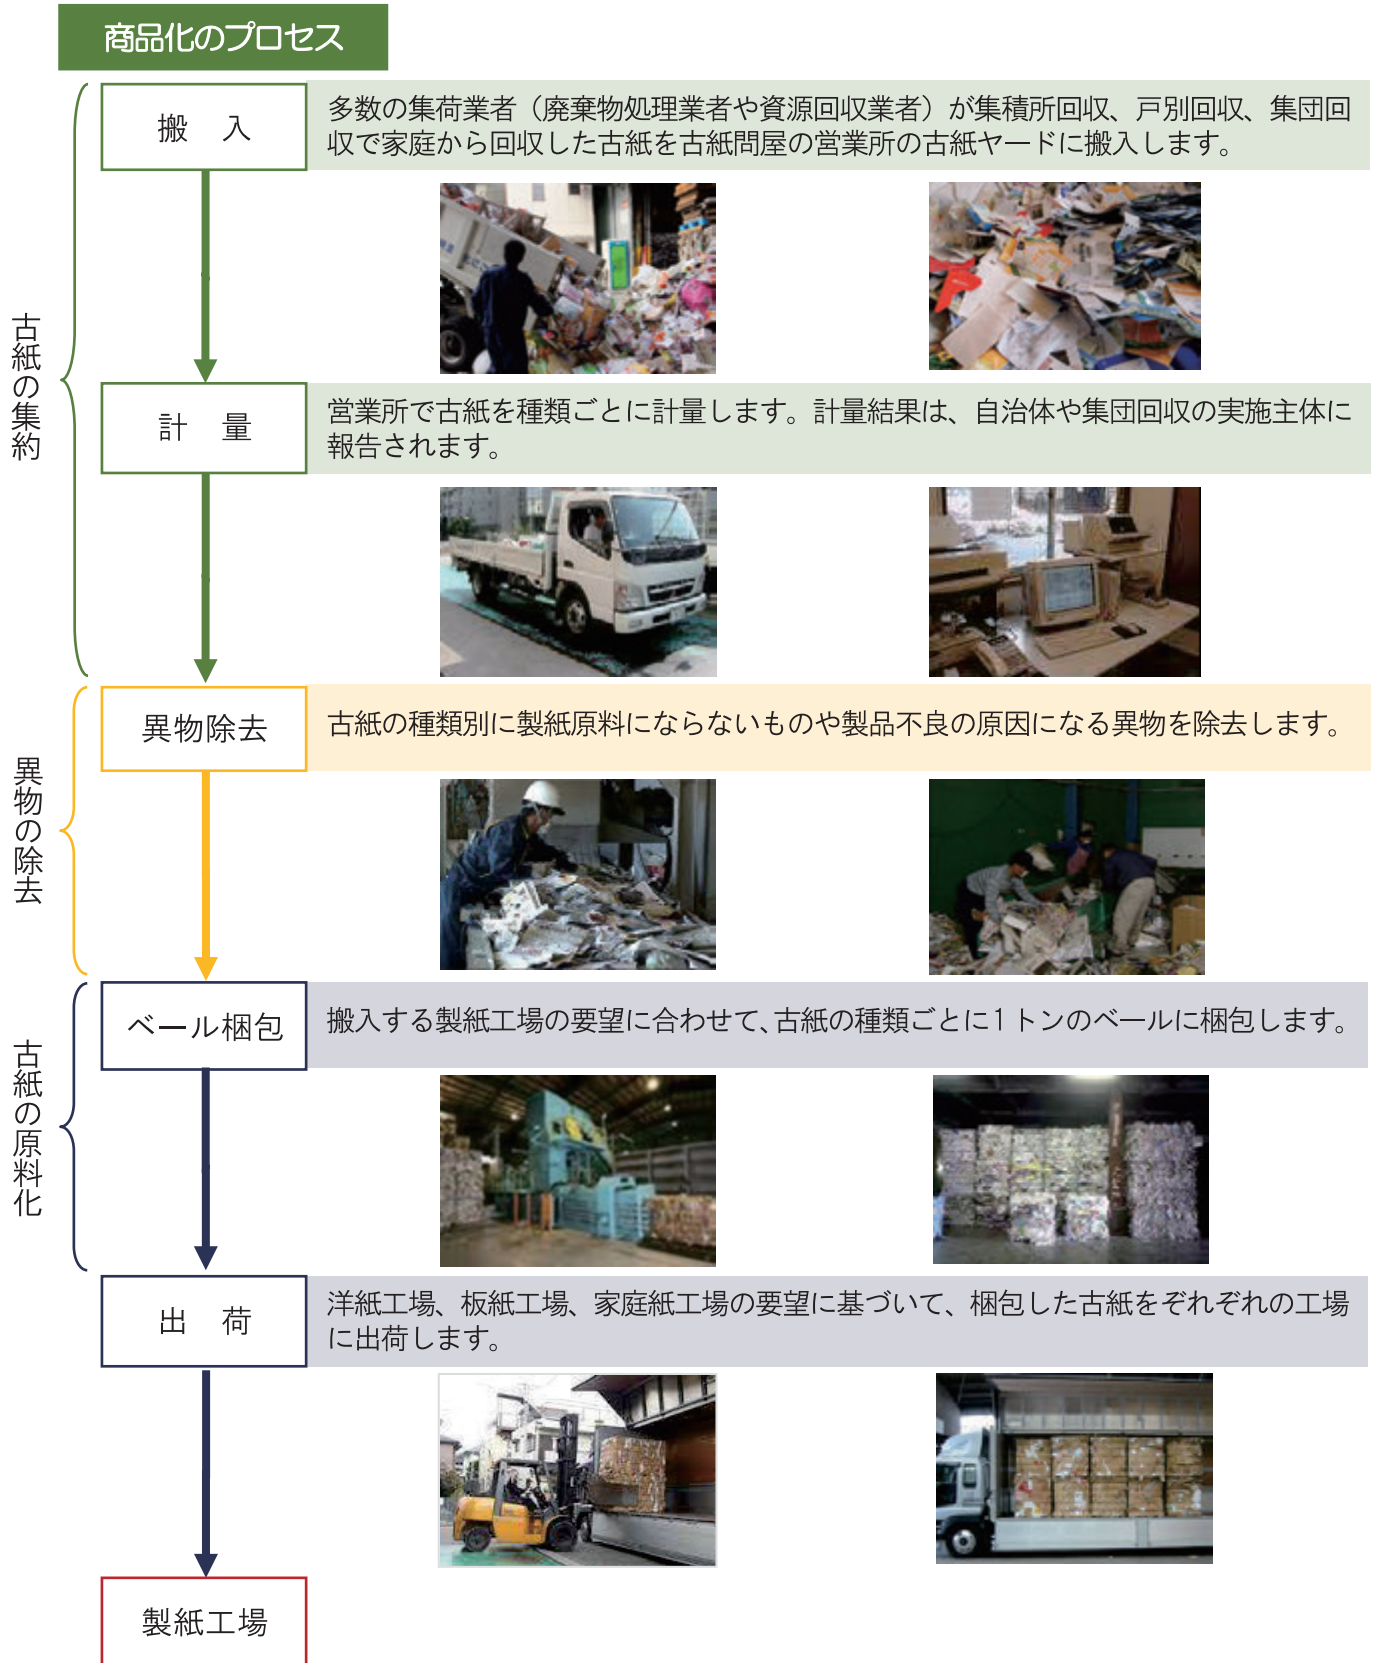 商品化のプロセス
古紙の集約
搬　入
多数の集荷業者（廃棄物処理業者や資源回収業者）が集積所回収、戸別回収、集団回
収で家庭から回収した古紙を古紙問屋の営業所の古紙ヤードに搬入します。
計　量
営業所で古紙を種類ごとに計量します。計量結果は、自治体や集団回収の実施主体に
報告されます。
異物の除去
異物除去
古紙の種類別に製紙原料にならないものや製品不良の原因になる異物を除去します。
古紙の原料化
ベール梱包
搬入する製紙工場の要望に合わせて、古紙の種類ごとに1トンのベールに梱包します。
出　荷
洋紙工場、板紙工場、家庭紙工場の要望に基づいて、梱包した古紙をぞれぞれの工場
に出荷します。
製紙工場